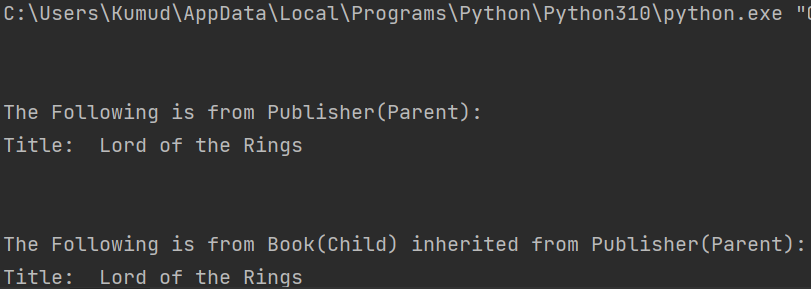 C:\Users\Kumud\AppData\Local\Programs\Python\Python310\python.exe "
The Following is from Publisher(Parent):
Title:  Lord of the Rings
The Following is from Book(Child) inherited from Publisher(Parent):
Title:  Lord of the Rings